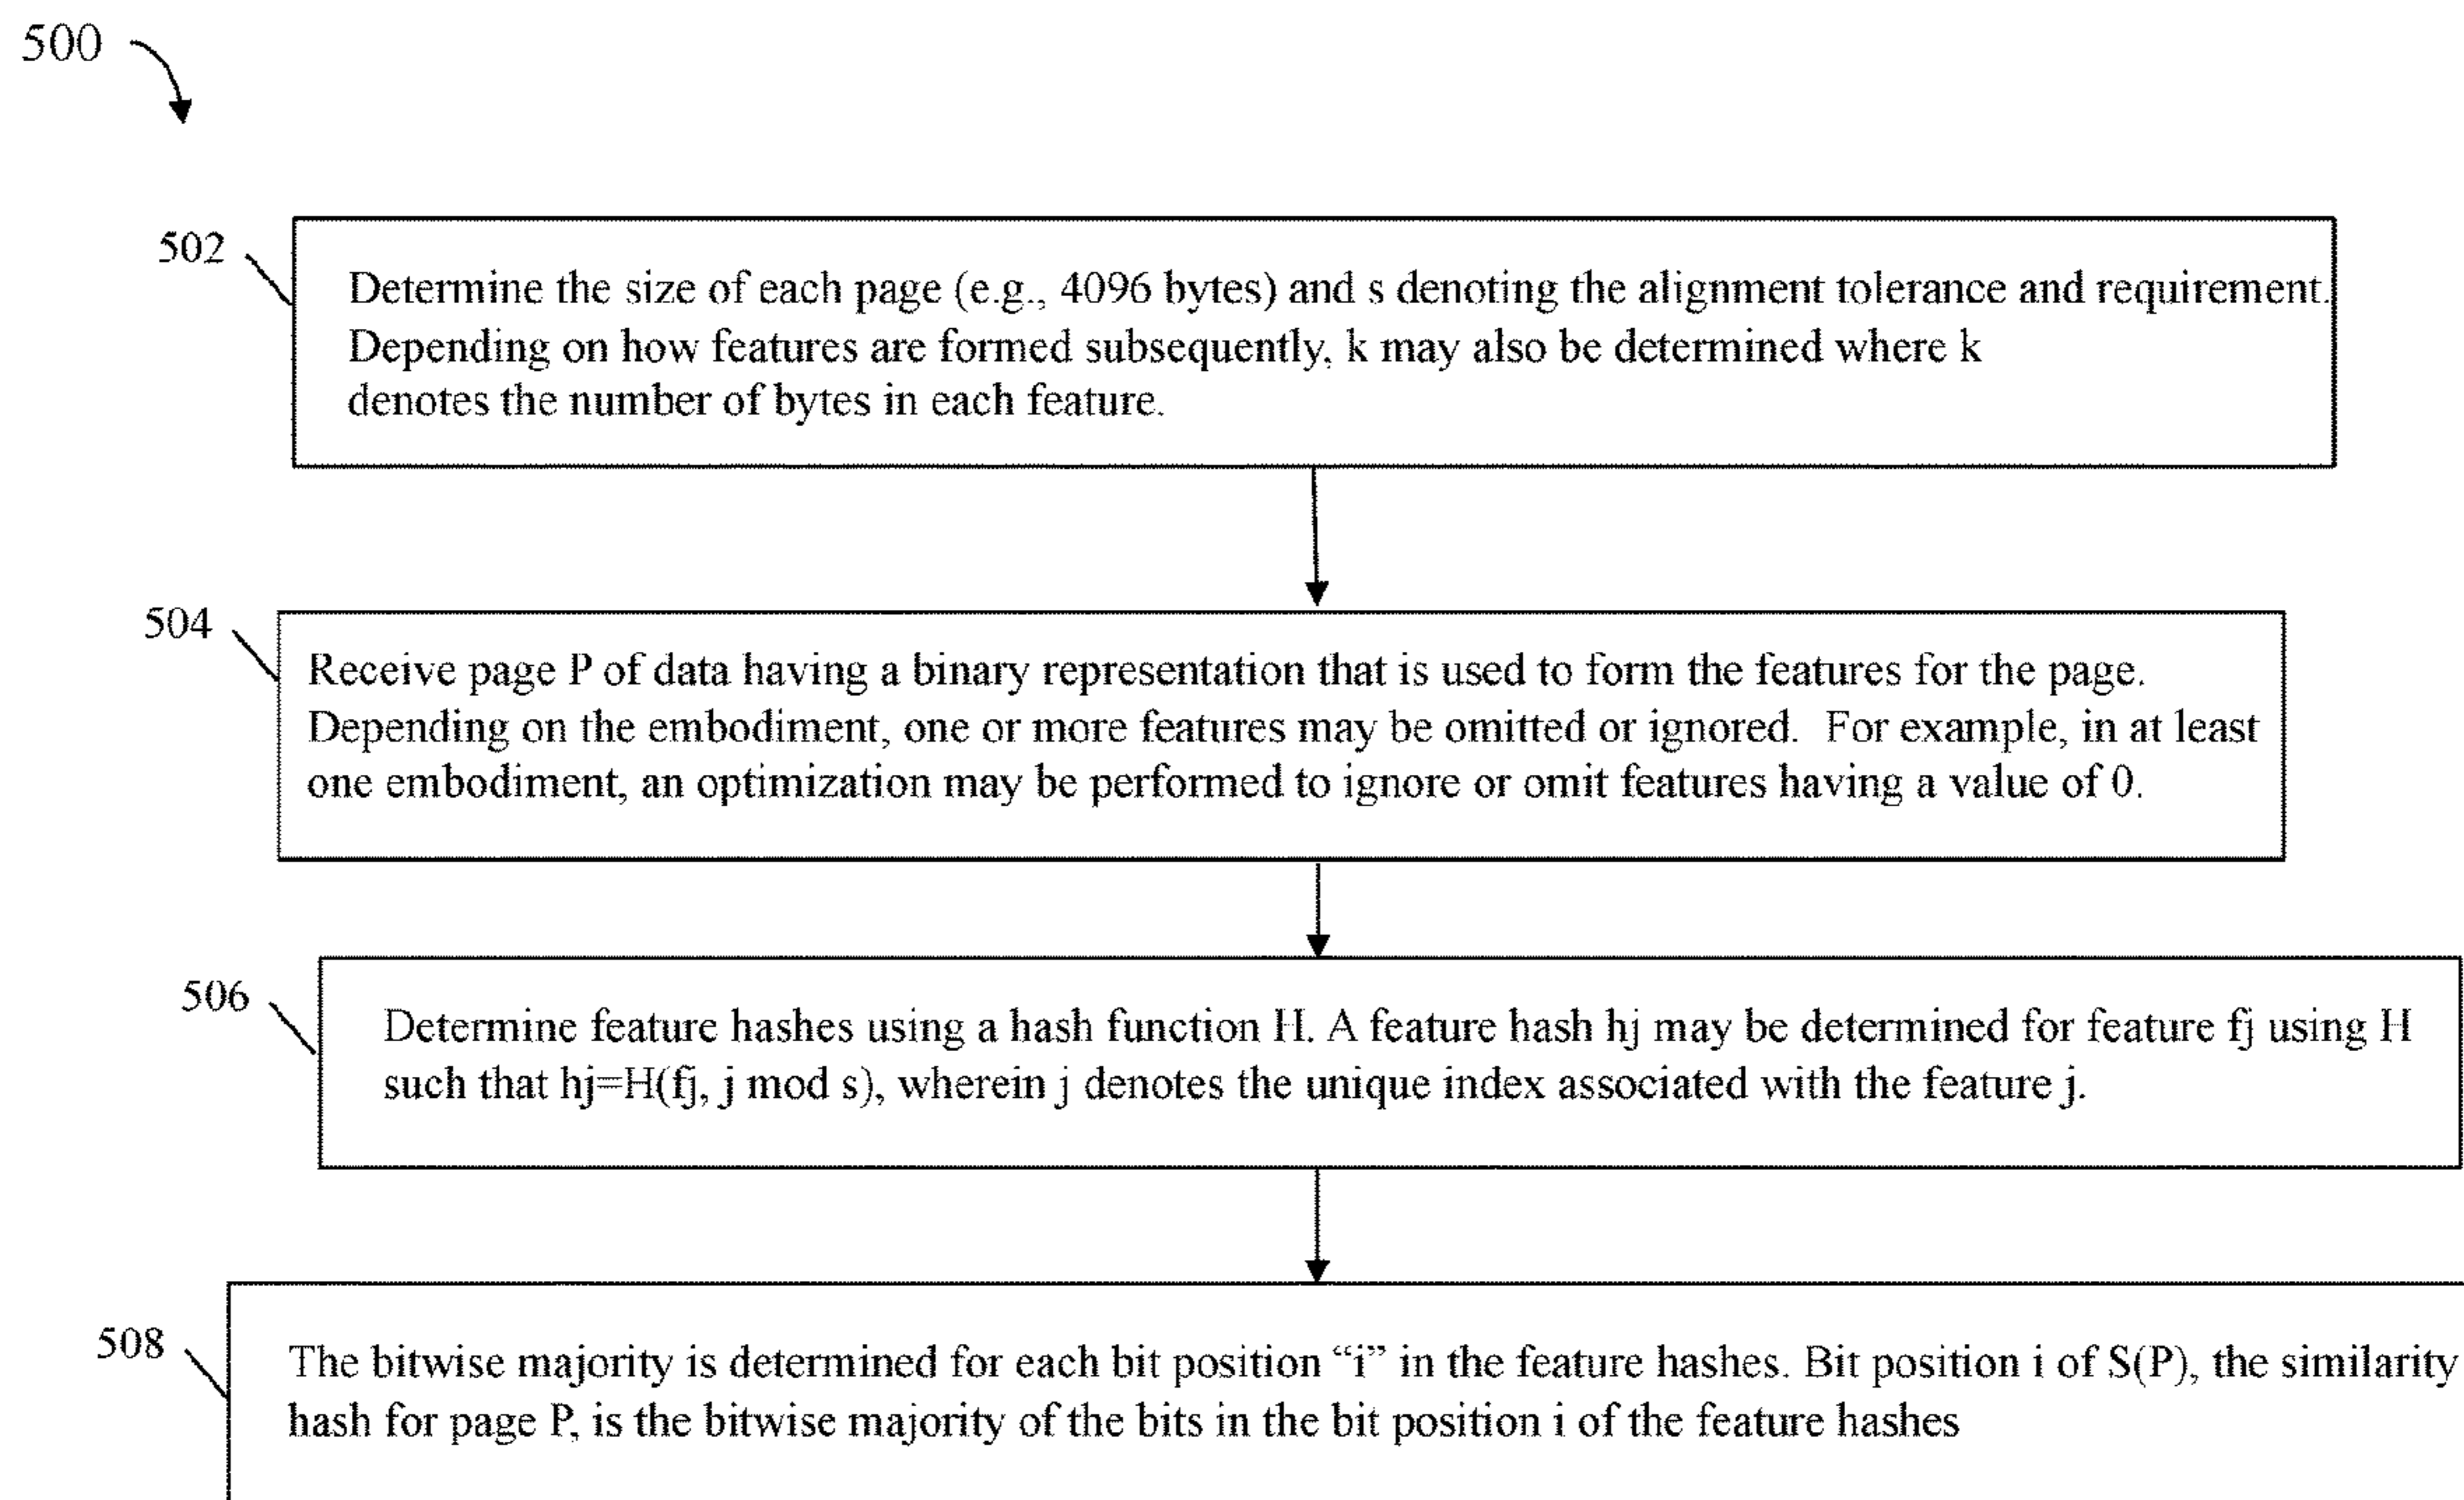 500
502
Determine the size of each page (e.g., 4096 bytes) and s denoting the alignment tolerance and requirement.
Depending on how features are formed subsequently, k may also be determined where k
denotes the number of bytes in each feature.
504
Receive page P of data having a binary representation that is used to form the features for the page.
Depending on the embodiment, one or more features may be omitted or ignored. For example, in at least
one embodiment, an optimization may be performed to ignore or omit features having a value of 0.
506
Determine feature hashes using a hash function H. A feature hash hj may be determined for feature fj using H
such that hj=H(fj, j mod s), wherein j denotes the unique index associated with the feature j.
508
The bitwise majority is determined for each bit position “i” in the feature hashes. Bit position i of S(P), the similarity
hash for page P, is the bitwise majority of the bits in the bit position i of the feature hashes